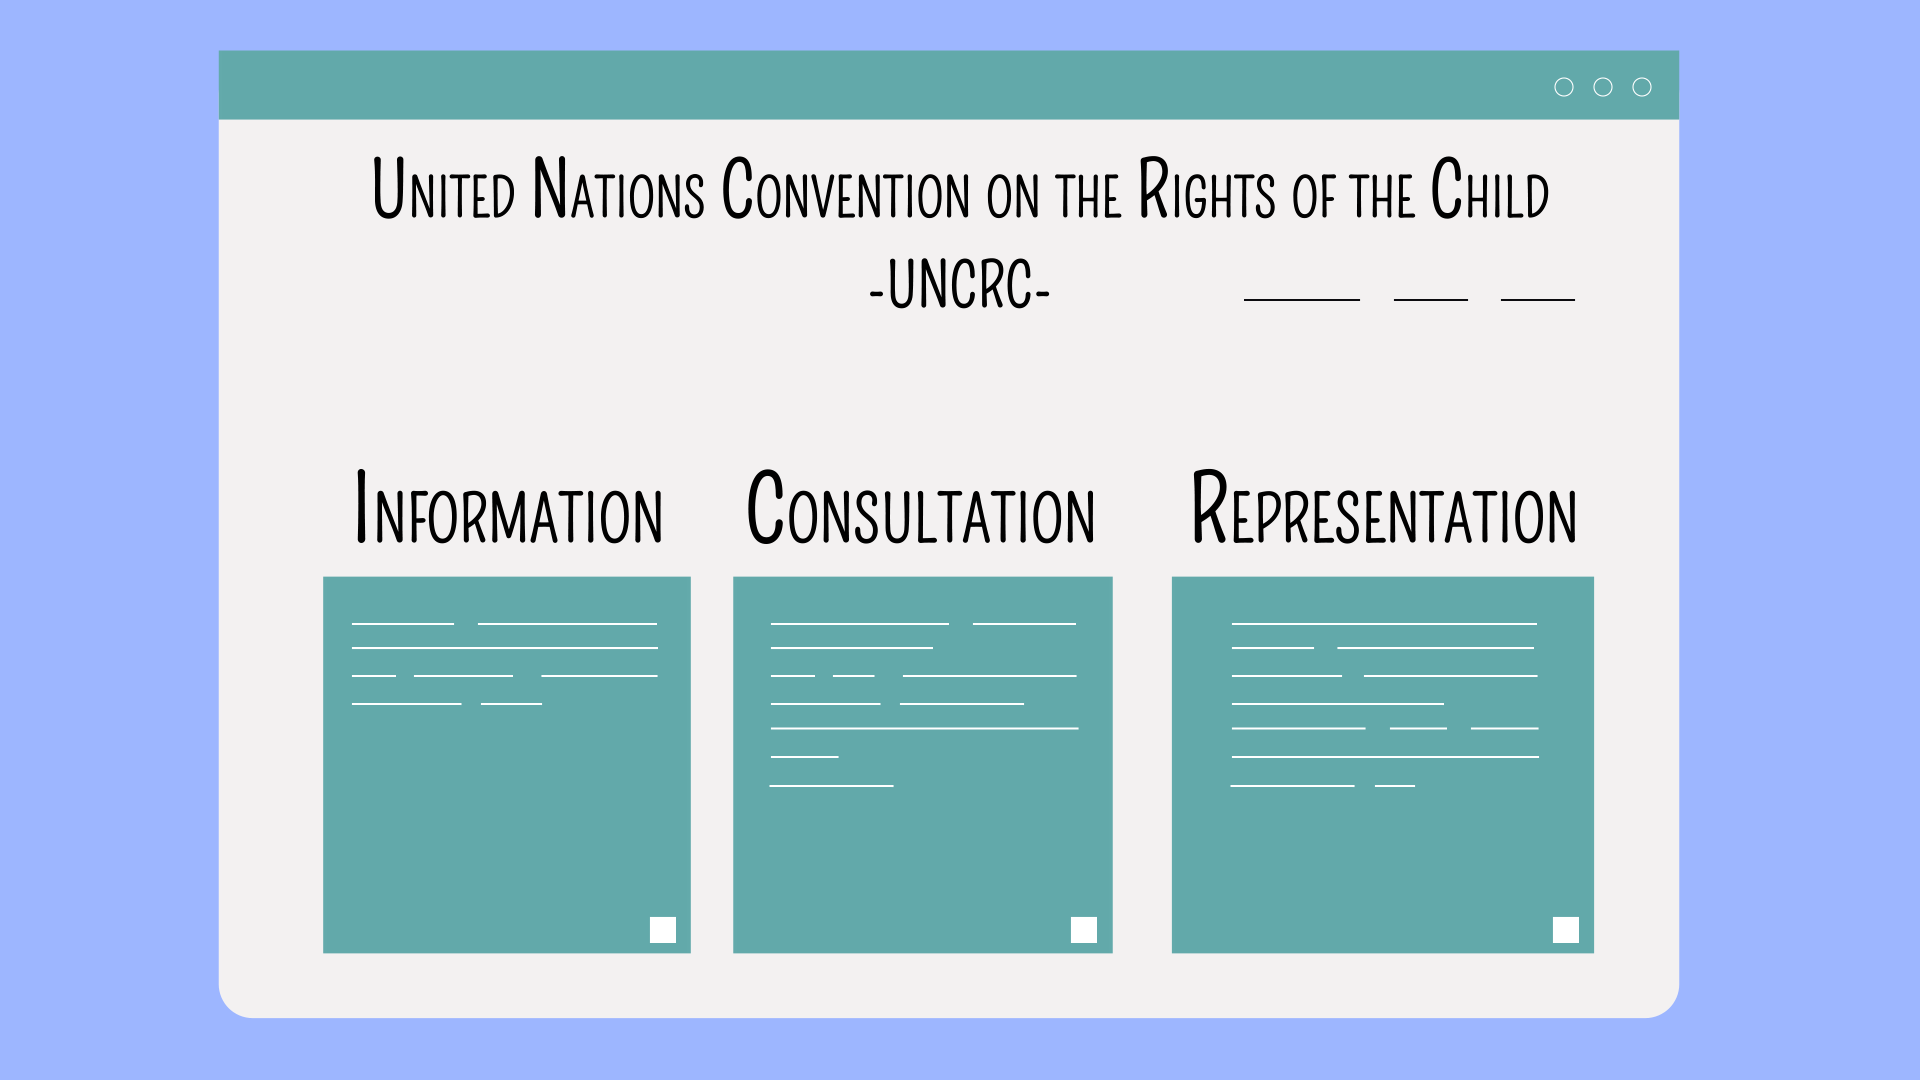 United Nations Convention on the Rights of the Child
-UNCRC-
Information
Consultation
Representation